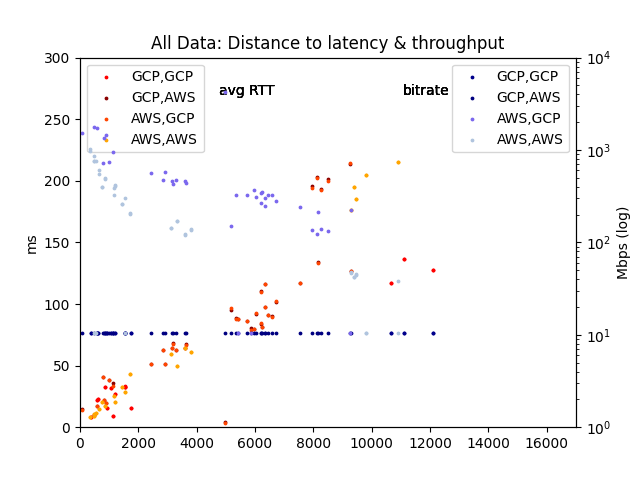 All Data: Distance to latency & throughput
300
250
200
150
100
50
0
ms
GCP,GCP
GCP,AWS
AWS,GCP
AWS,AWS
avg RTT
bitrate
GCP,GCP
GCP,AWS
AWS,GCP
AWS,AWS
10^4
10^3
10^2
10^1
10^0
Mbps (log)
0 2000 4000 6000 8000 10000 12000 14000 16000